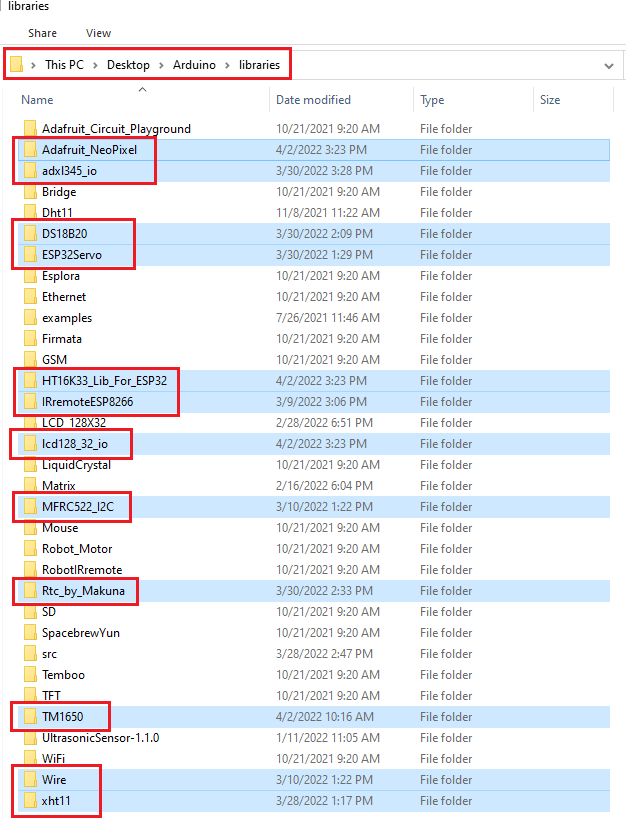 libraries
Share View
This PC > Desktop > Arduino > libraries
Name Date modified Type Size
Adafruit_Circuit_Playground 10/21/2021 9:20 AM File folder
Adafruit_NeoPixel 4/2/2022 3:23 PM File folder
adxl345_io 3/30/2022 3:28 PM File folder
Bridge 10/21/2021 9:20 AM File folder
Dht11 11/8/2021 11:22 AM File folder
DS18B20 3/30/2022 2:09 PM File folder
ESP32Servo 3/30/2022 1:29 PM File folder
Esplora 10/21/2021 9:20 AM File folder
Ethernet 10/21/2021 9:20 AM File folder
examples 7/26/2021 11:46 AM File folder
Firmata 10/21/2021 9:20 AM File folder
GSM 10/21/2021 9:20 AM File folder
HT16K33_Lib_For_ESP32 4/2/2022 3:23 PM File folder
IRremoteESP8266 3/9/2022 3:06 PM File folder
LCD_128X32 2/28/2022 6:51 PM File folder
lcd128_32_io 4/2/2022 3:23 PM File folder
LiquidCrystal 10/21/2021 9:20 AM File folder
Matrix 2/16/2022 6:04 PM File folder
MFRC522_I2C 3/10/2022 1:22 PM File folder
Mouse 10/21/2021 9:20 AM File folder
Robot_Motor 10/21/2021 9:20 AM File folder
RobotIRremote 10/21/2021 9:20 AM File folder
Rtc_by_Makuna 3/30/2022 2:33 PM File folder
SD 10/21/2021 9:20 AM File folder
SpacebrewYun 10/21/2021 9:20 AM File folder
src 3/28/2022 2:47 PM File folder
Temboo 10/21/2021 9:20 AM File folder
TFT 10/21/2021 9:20 AM File folder
TM1650 4/2/2022 10:16 AM File folder
UltrasonicSensor-1.1.0 1/11/2022 11:05 AM File folder
WiFi 10/21/2021 9:20 AM File folder
Wire 3/10/2022 1:22 PM File folder
xht11 3/28/2022 1:17 PM File folder